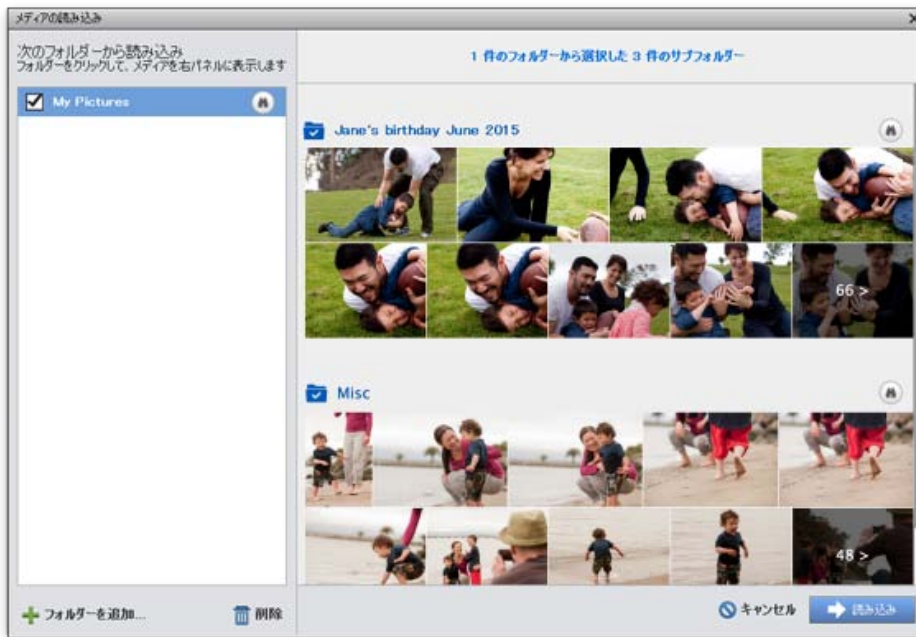 メディアの読み込み
次のフォルダーから読み込み
フォルダーをクリックして、メディアを右パネルに表示します
1 件のフォルダーから選択した 3 件のサブフォルダー
My Pictures
Jane's birthday June 2015
66 >
Misc
48 >
フォルダーを追加...
削除
キャンセル
読み込み